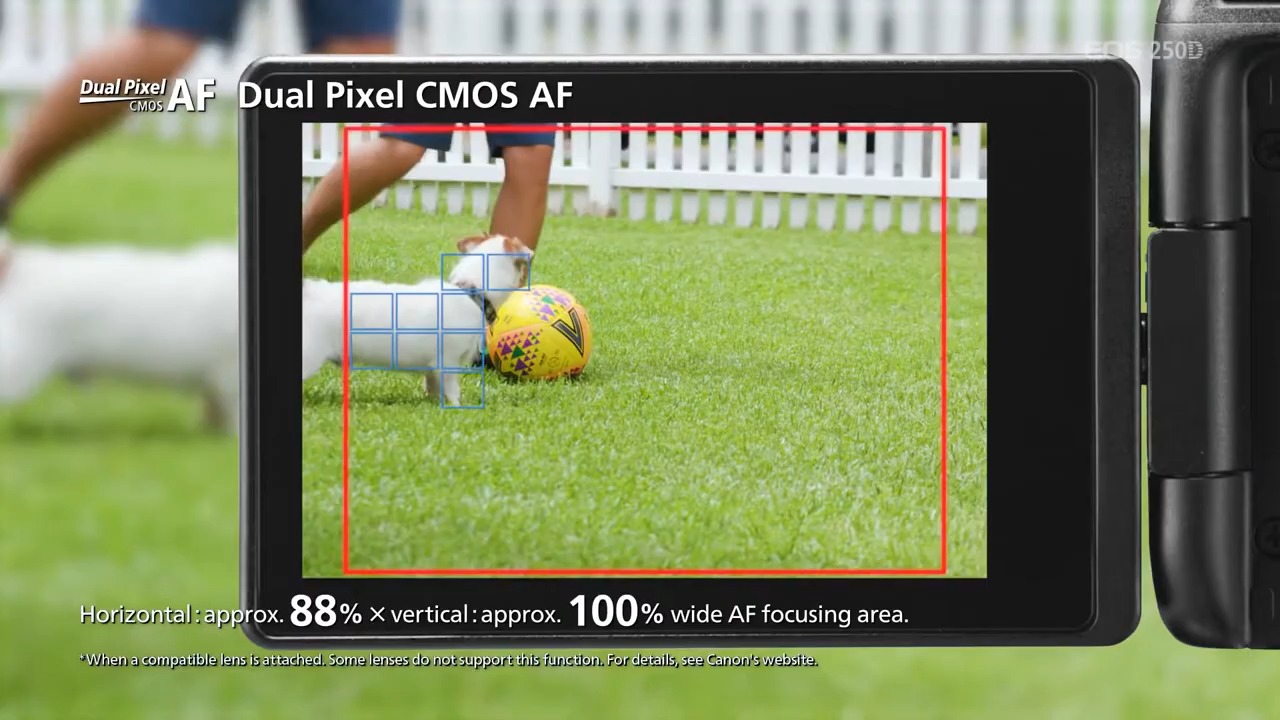 EOS 250D
Dual Pixel CMOS AF
Dual Pixel CMOS AF
Horizontal : approx. 88% × vertical : approx. 100% wide AF focusing area.
*When a compatible lens is attached. Some lenses do not support this function. For details, see Canon's website.